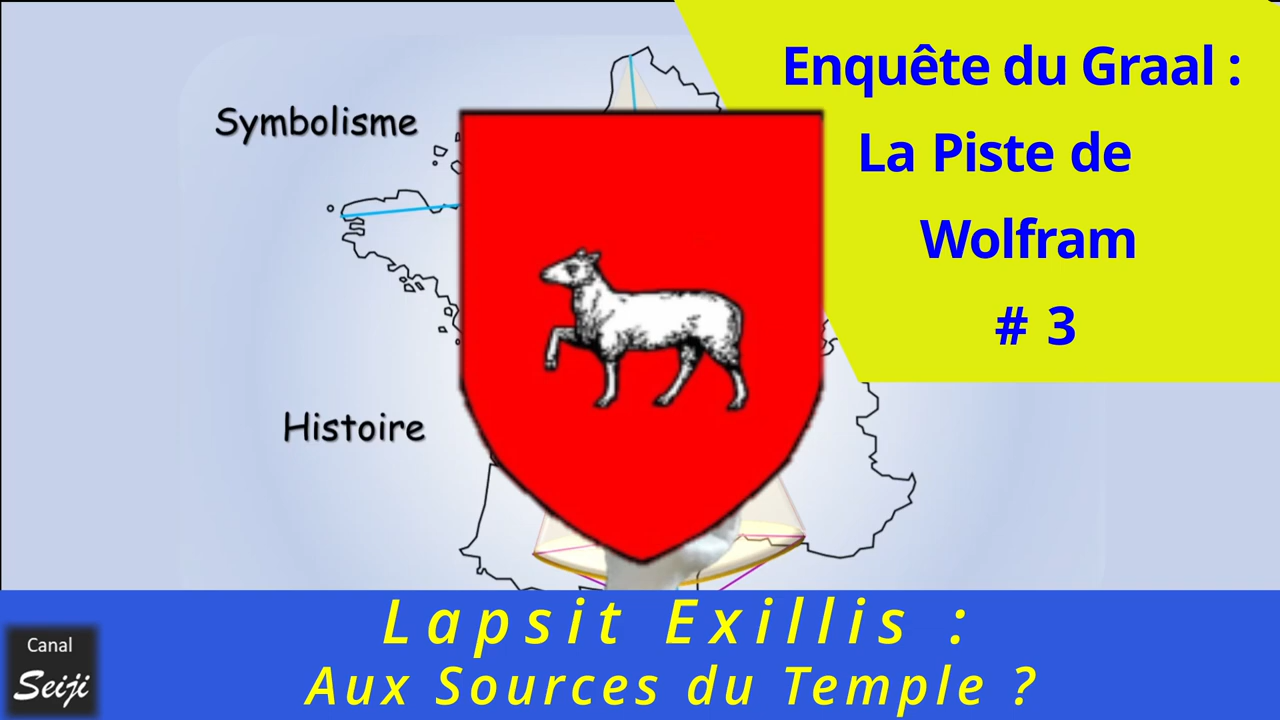 Enquête du Graal :
La Piste de
Wolfram
# 3
Symbolisme
Histoire
Lapsit Exillis :
Aux Sources du Temple ?
Canal
Seiji